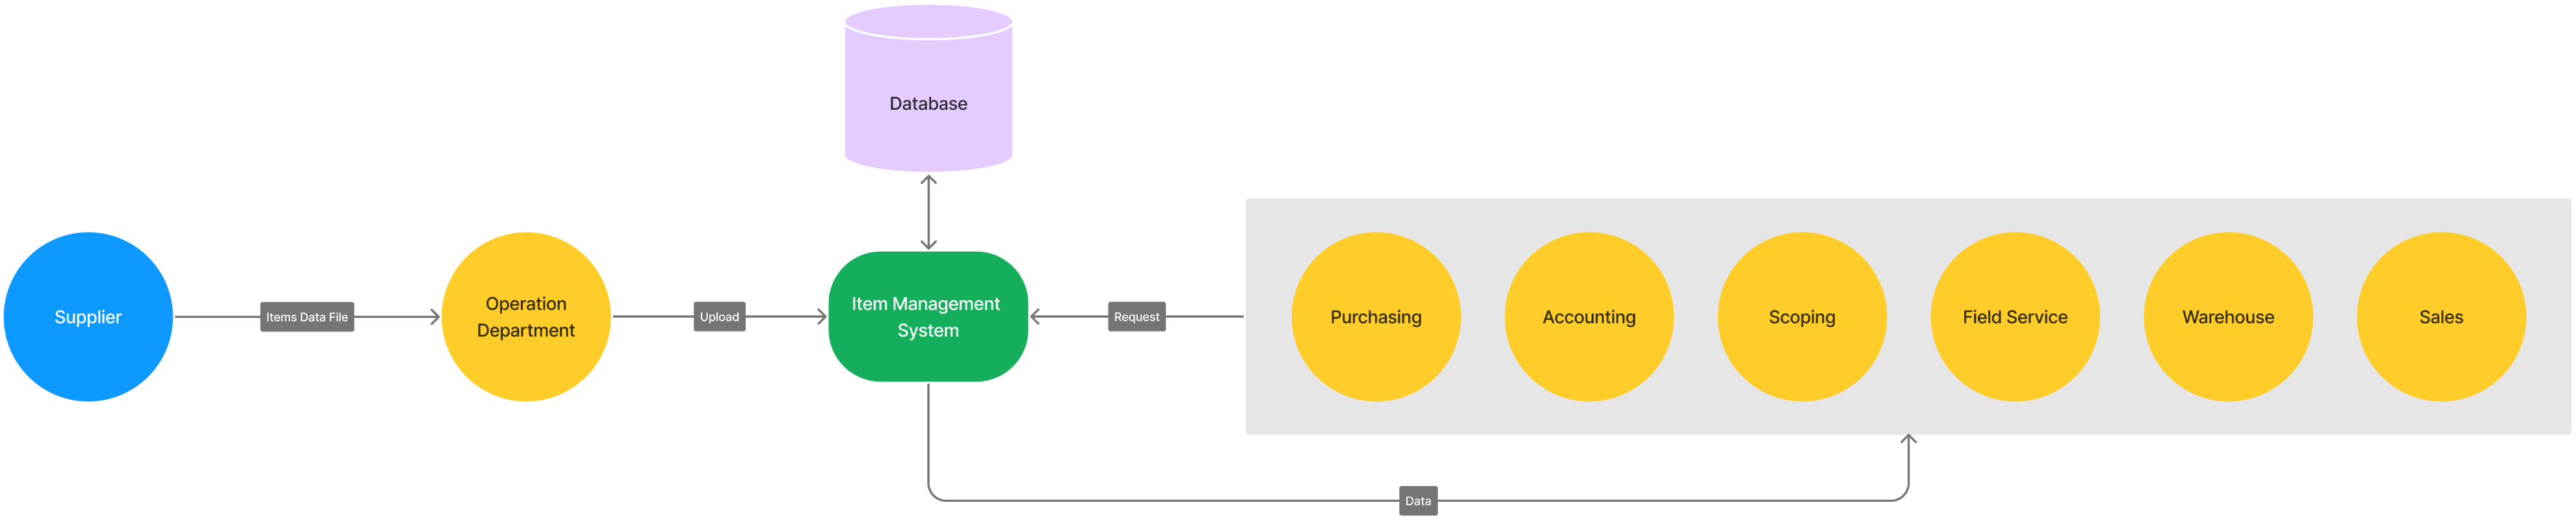 Database
Supplier
Items Data File
Operation
Department
Upload
Item Management
System
Request
Purchasing
Accounting
Scoping
Field Service
Warehouse
Sales
Data